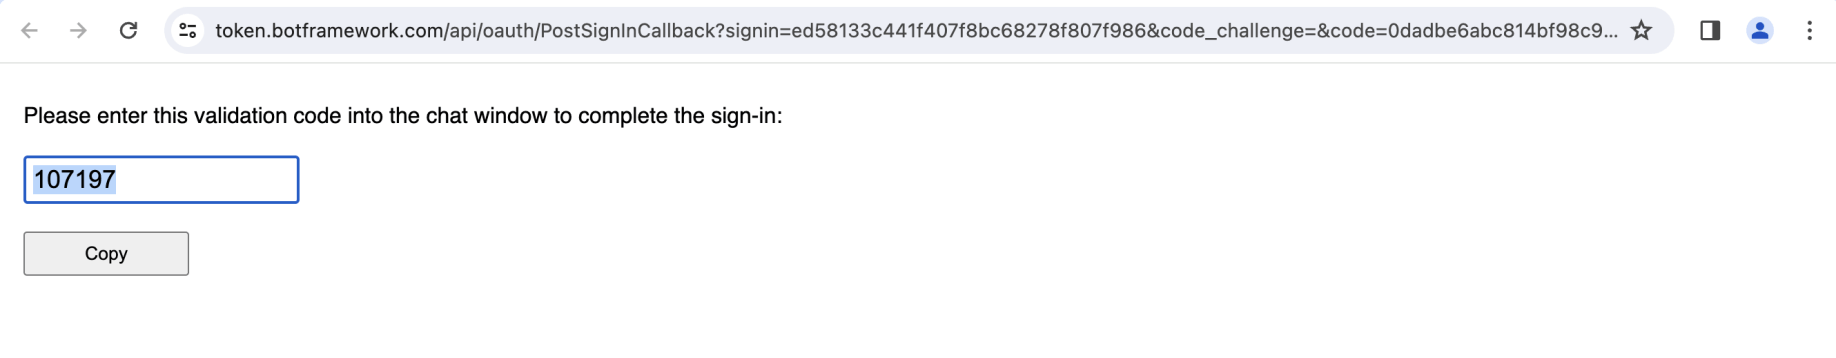 token.botframework.com/api/oauth/PostSignInCallback?signin=ed58133c441f407f8bc68278f807f986&code_challenge=&code=0dadbe6abc814bf98c9...
Please enter this validation code into the chat window to complete the sign-in:
107197
Copy